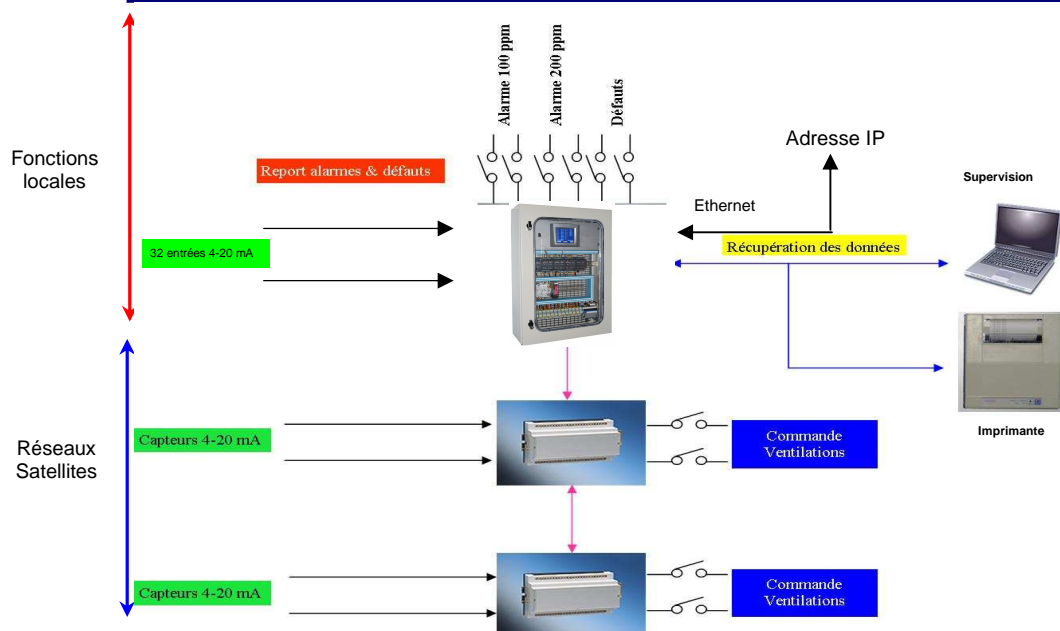 Alarme 100 ppm
Alarme 200 ppm
Défauts
Adresse IP
Fonctions
locales
Report alarmes & défauts
Supervision
Ethernet
32 entrées 4-20 mA
Récupération des données
Réseaux
Satellites
Capteurs 4-20 mA
Commande
Ventilations
Imprimante
Capteurs 4-20 mA
Commande
Ventilations